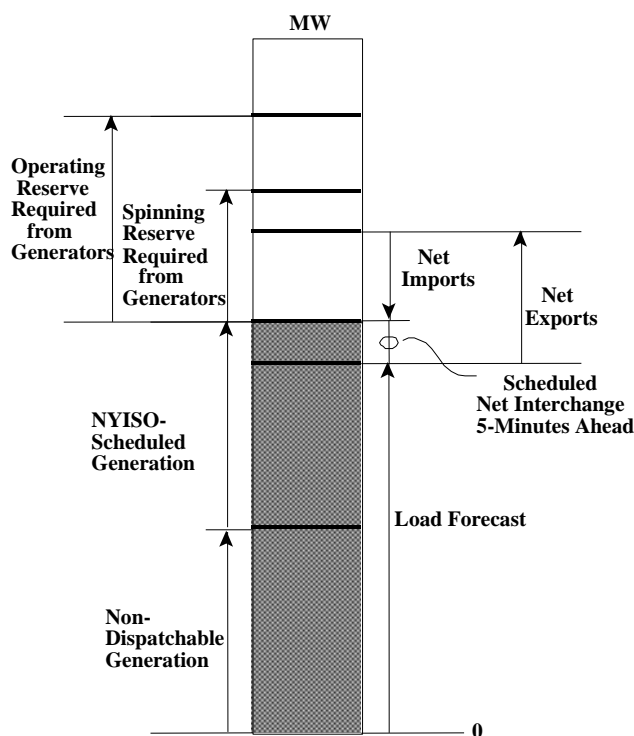 MW
Operating
Reserve
Required
from
Generators
Spinning
Reserve
Required
from
Generators
Net
Imports
Net
Exports
Scheduled
Net Interchange
5-Minutes Ahead
NYISO-
Scheduled
Generation
Load Forecast
Non-
Dispatchable
Generation
0